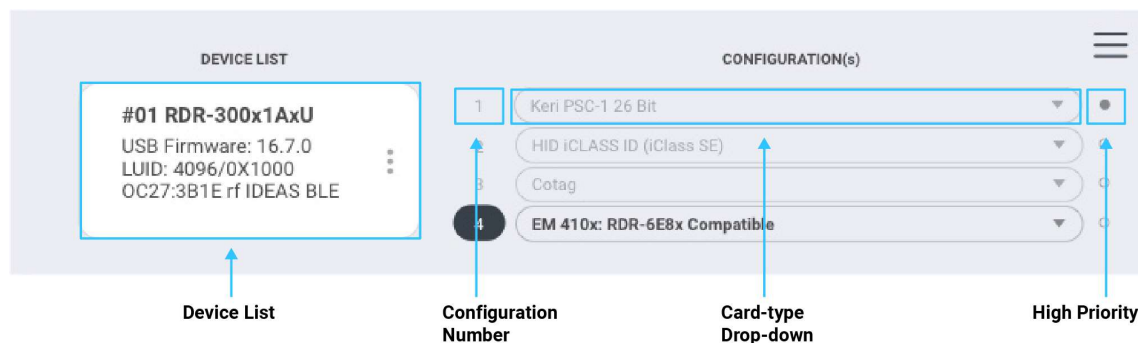 DEVICE LIST
CONFIGURATION(s)
#01 RDR-300x1AxU
USB Firmware: 16.7.0
LUID: 4096/0X1000
OC27:3B1E rf IDEAS BLE
1
Keri PSC-1 26 Bit
2
HID iCLASS ID (iClass SE)
3
Cotag
4
EM 410x: RDR-6E8x Compatible
Device List
Configuration
Number
Card-type
Drop-down
High Priority